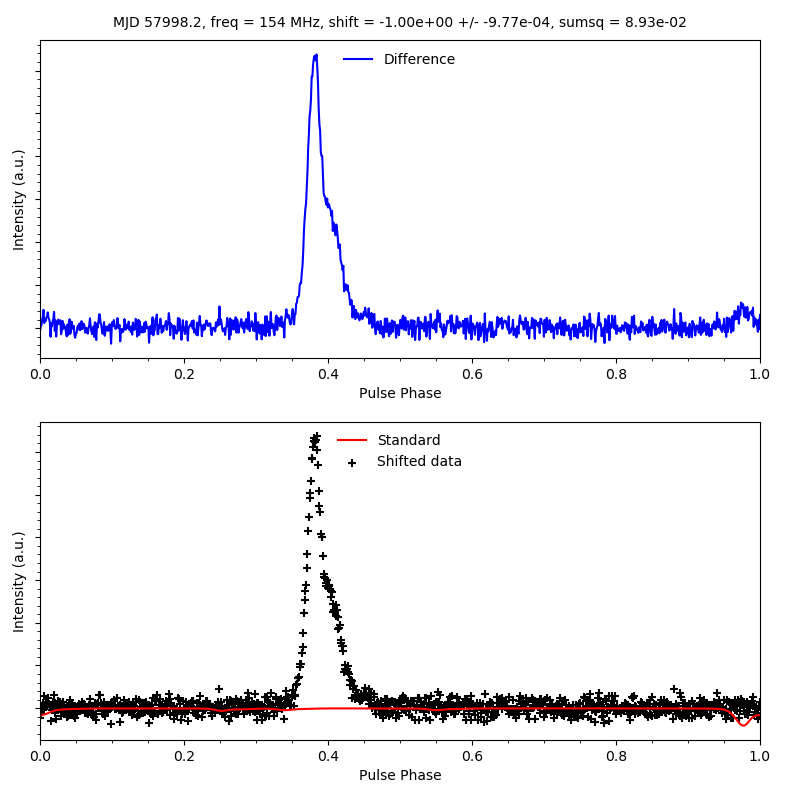 MJD 57998.2, freq = 154 MHz, shift = -1.00e+00 +/- -9.77e-04, sumsq = 8.93e-02
Difference
Intensity (a.u.)
0.0 0.2 0.4 0.6 0.8 1.0
Pulse Phase
Standard
Shifted data
Intensity (a.u.)
0.0 0.2 0.4 0.6 0.8 1.0
Pulse Phase